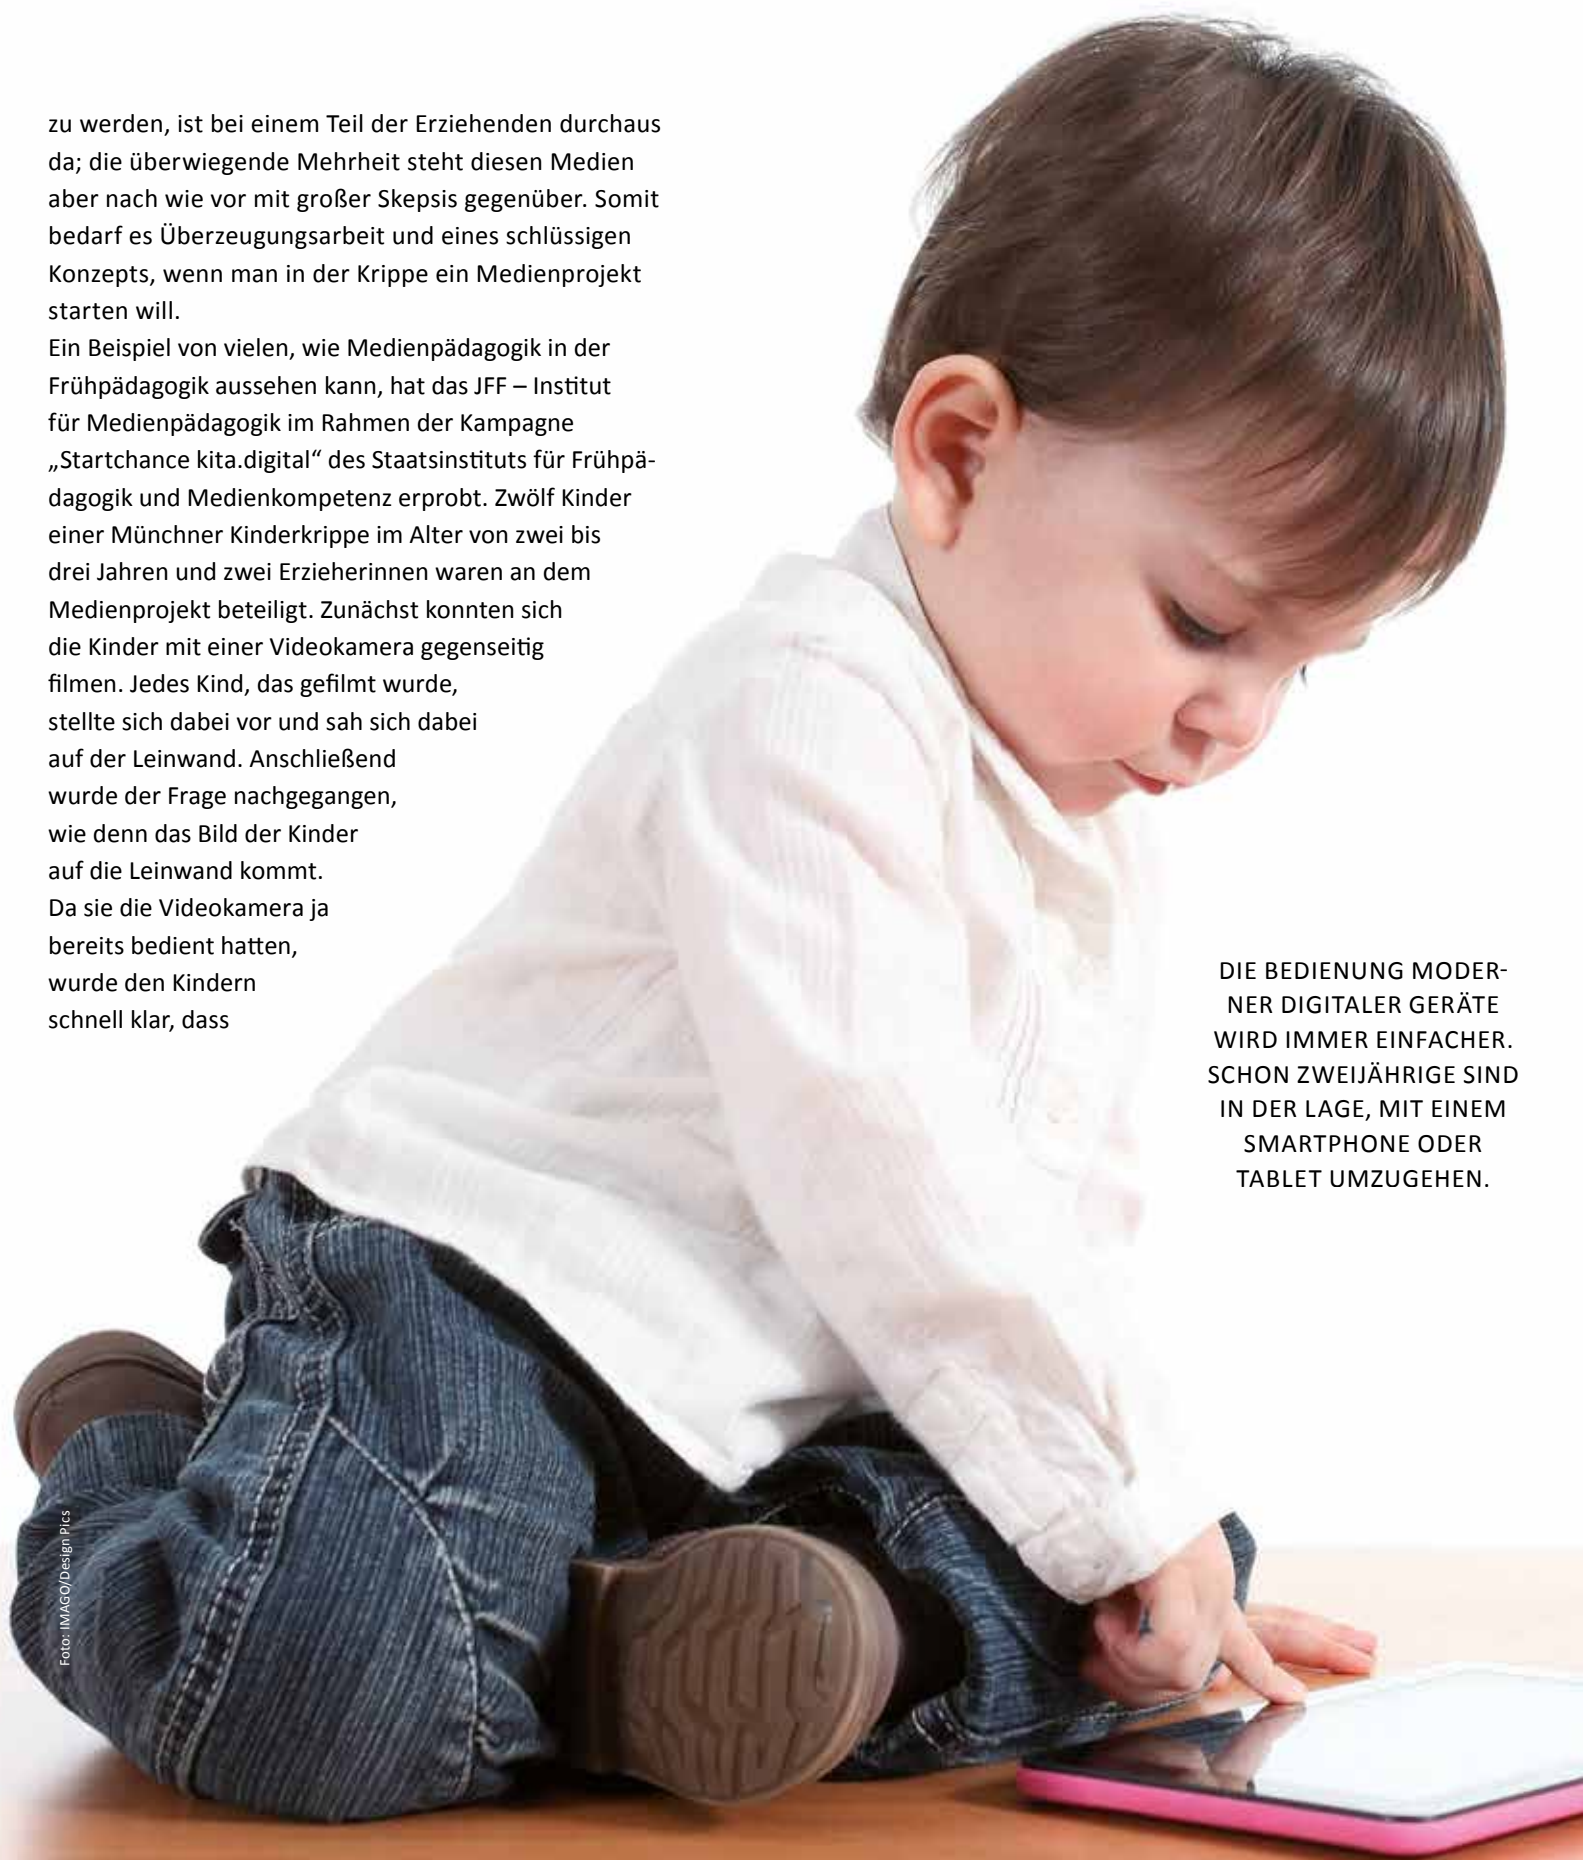 zu werden, ist bei einem Teil der Erziehenden durchaus
da; die überwiegende Mehrheit steht diesen Medien
aber nach wie vor mit großer Skepsis gegenüber. Somit
bedarf es Überzeugungsarbeit und eines schlüssigen
Konzepts, wenn man in der Krippe ein Medienprojekt
starten will.
Ein Beispiel von vielen, wie Medienpädagogik in der
Frühpädagogik aussehen kann, hat das JFF – Institut
für Medienpädagogik im Rahmen der Kampagne
„Startchance kita.digital“ des Staatsinstituts für Frühpä-
dagogik und Medienkompetenz erprobt. Zwölf Kinder
einer Münchner Kinderkrippe im Alter von zwei bis
drei Jahren und zwei Erzieherinnen waren an dem
Medienprojekt beteiligt. Zunächst konnten sich
die Kinder mit einer Videokamera gegenseitig
filmen. Jedes Kind, das gefilmt wurde,
stellte sich dabei vor und sah sich dabei
auf der Leinwand. Anschließend
wurde der Frage nachgegangen,
wie denn das Bild der Kinder
auf die Leinwand kommt.
Da sie die Videokamera ja
bereits bedient hatten,
wurde den Kindern
schnell klar, dass
DIE BEDIENUNG MODER-
NER DIGITALER GERÄTE
WIRD IMMER EINFACHER.
SCHON ZWEIJÄHRIGE SIND
IN DER LAGE, MIT EINEM
SMARTPHONE ODER
TABLET UMZUGEHEN.
Foto: IMAGO/Design Pics